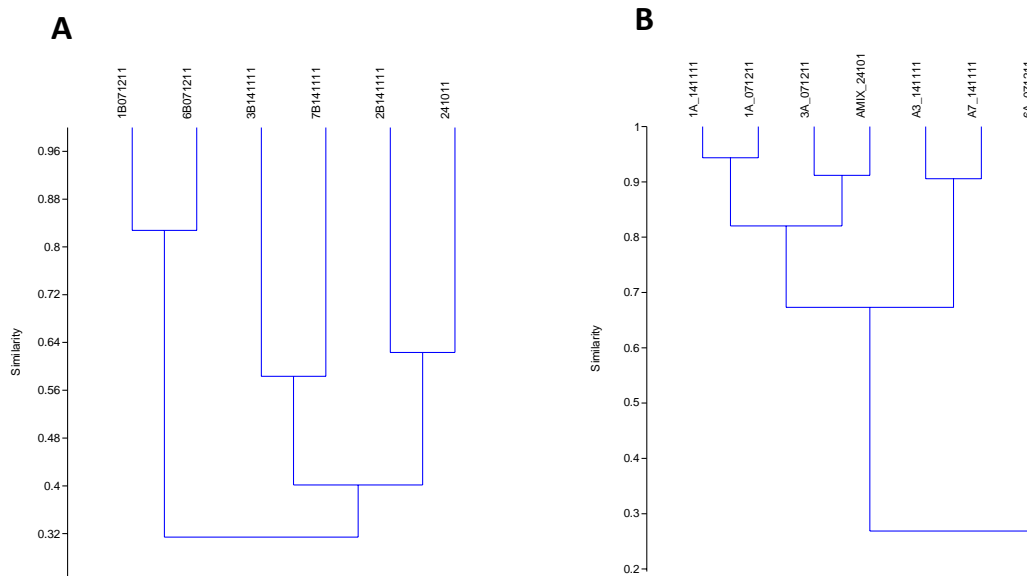 A
1B071211
6B071211
3B141111
7B141111
2B141111
241011
0.96
0.88
0.8
0.72
0.64
0.56
0.48
0.4
0.32
Similarity
B
1A_141111
1A_071211
3A_071211
AMIX_24101
A3_141111
A7_141111
6A_071211
1
0.9
0.8
0.7
0.6
0.5
0.4
0.3
0.2
Similarity